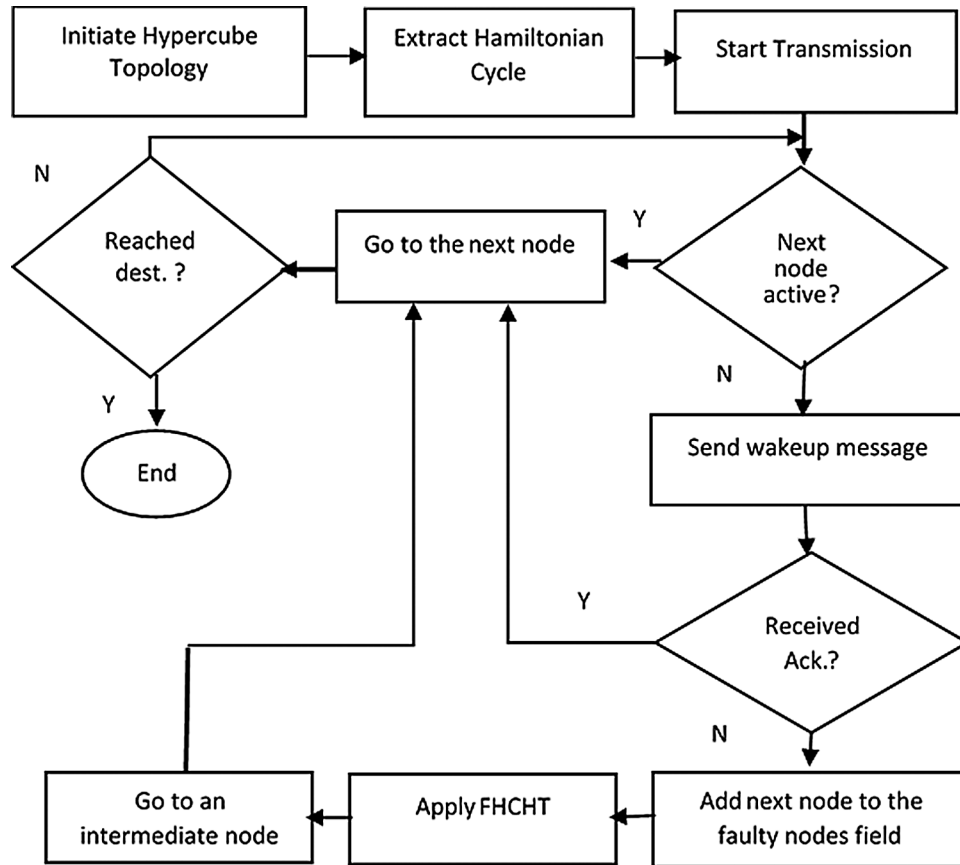 Initiate Hypercube
Topology
Extract Hamiltonian
Cycle
Start Transmission
N
Reached
dest. ?
Go to the next node
Y
Next
node
active?
Y
N
End
Send wakeup message
Y
Received
Ack.?
N
Go to an
intermediate node
Apply FHCHT
Add next node to the
faulty nodes field